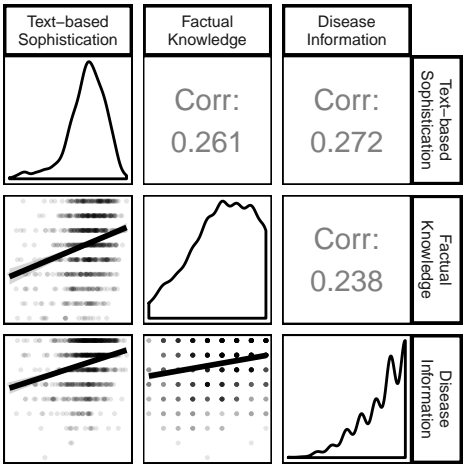 Text−based
Sophistication
Factual
Knowledge
Disease
Information
Corr:
0.261
Corr:
0.272
Text−based
Sophistication
Corr:
0.238
Factual
Knowledge
Disease
Information